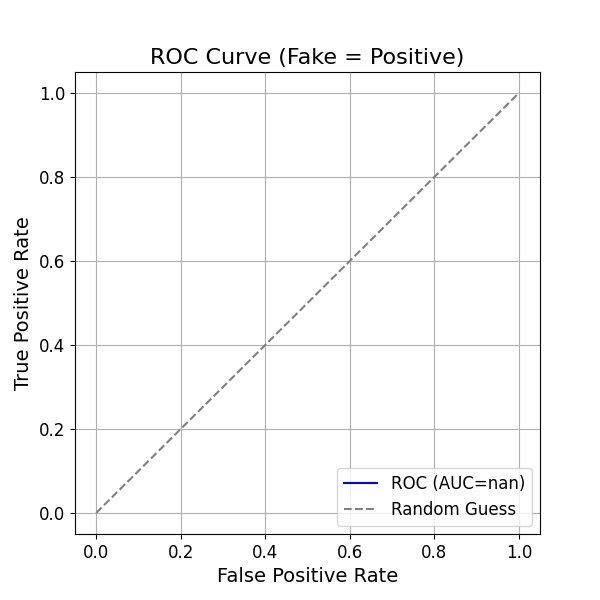 ROC Curve (Fake = Positive)
True Positive Rate
1.0
0.8
0.6
0.4
0.2
0.0
ROC (AUC=nan)
Random Guess
0.0 0.2 0.4 0.6 0.8 1.0
False Positive Rate